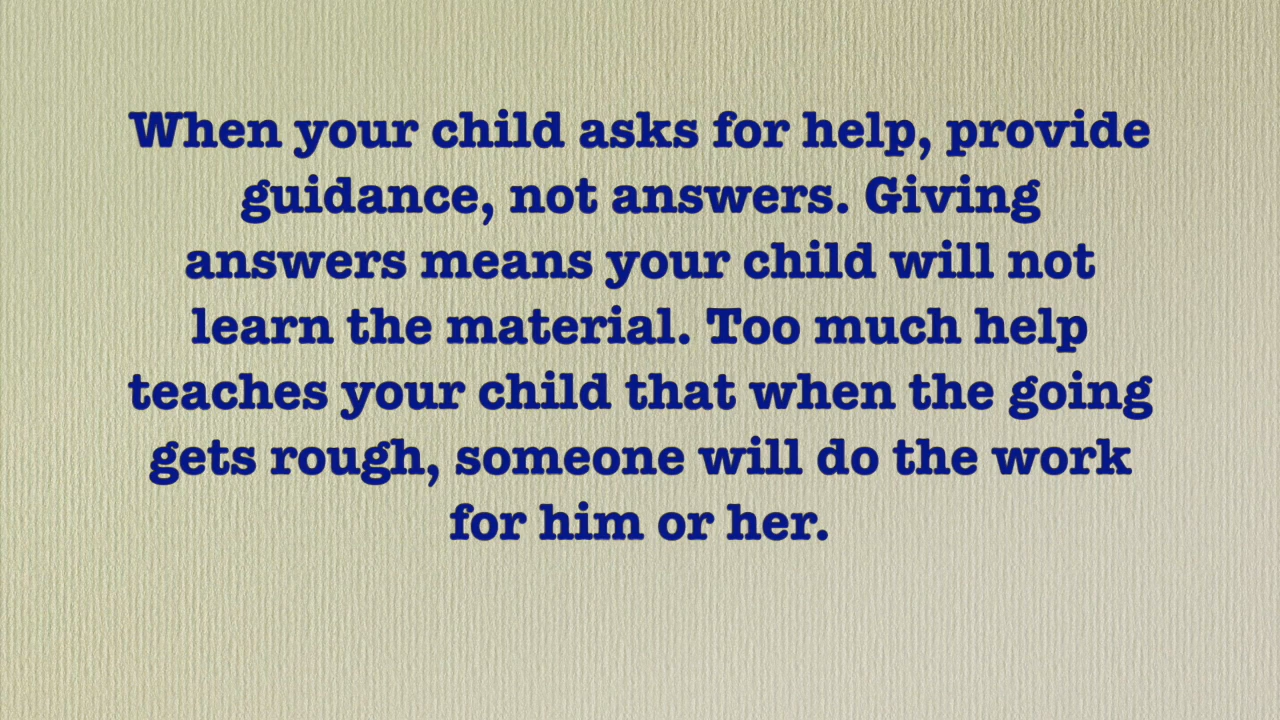 When your child asks for help, provide
guidance, not answers. Giving
answers means your child will not
learn the material. Too much help
teaches your child that when the going
gets rough, someone will do the work
for him or her.